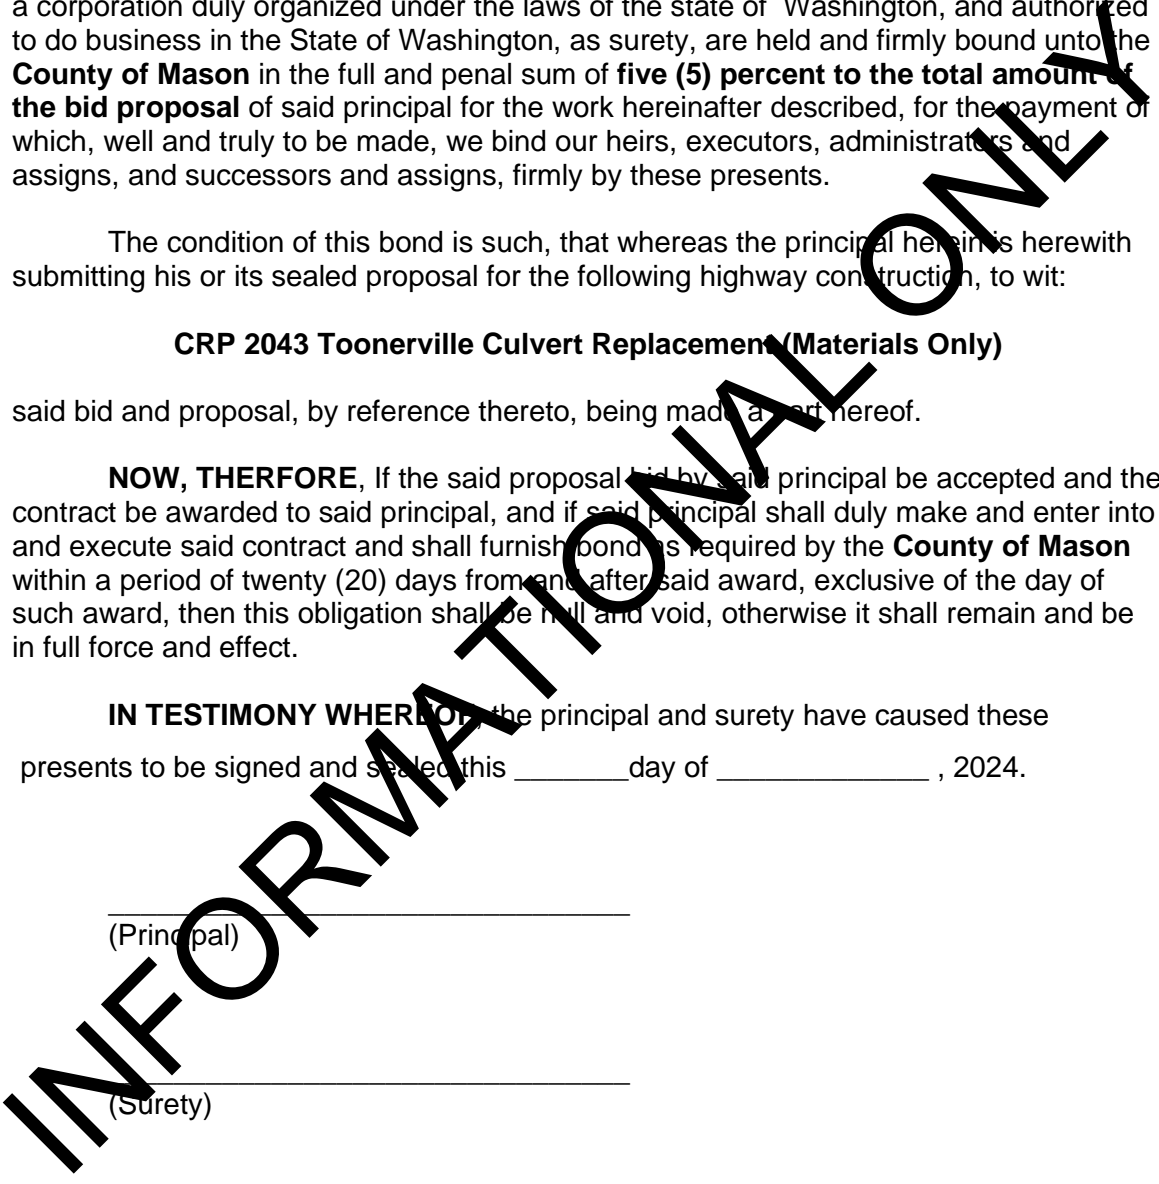 a corporation duly organized under the laws of the state of  Washington, and authorized
to do business in the State of Washington, as surety, are held and firmly bound unto the
County of Mason in the full and penal sum of five (5) percent to the total amount of
the bid proposal of said principal for the work hereinafter described, for the payment of
which, well and truly to be made, we bind our heirs, executors, administrators and
assigns, and successors and assigns, firmly by these presents.
The condition of this bond is such, that whereas the principal herein is herewith
submitting his or its sealed proposal for the following highway construction, to wit:
CRP 2043 Toonerville Culvert Replacement (Materials Only)
said bid and proposal, by reference thereto, being made a part hereof.
NOW, THERFORE, If the said proposal bid by said principal be accepted and the
contract be awarded to said principal, and if said principal shall duly make and enter into
and execute said contract and shall furnish bond as required by the County of Mason
within a period of twenty (20) days from and after said award, exclusive of the day of
such award, then this obligation shall be null and void, otherwise it shall remain and be
in full force and effect.
IN TESTIMONY WHEREOF, the principal and surety have caused these
presents to be signed and sealed this _______day of _____________ , 2024.
(Principal)
(Surety)
INFORMATIONAL ONLY